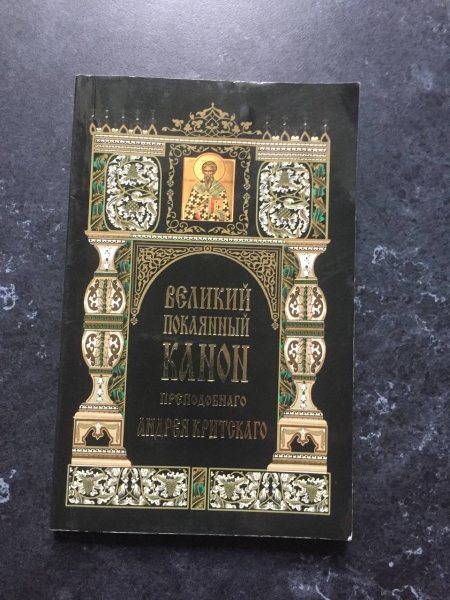 ВЕЛИКИЙ
ПОКАЯННЫЙ
КАНОН
ПРЕПОДОБНАГО
АНДРЕЯ КРИТСКАГО